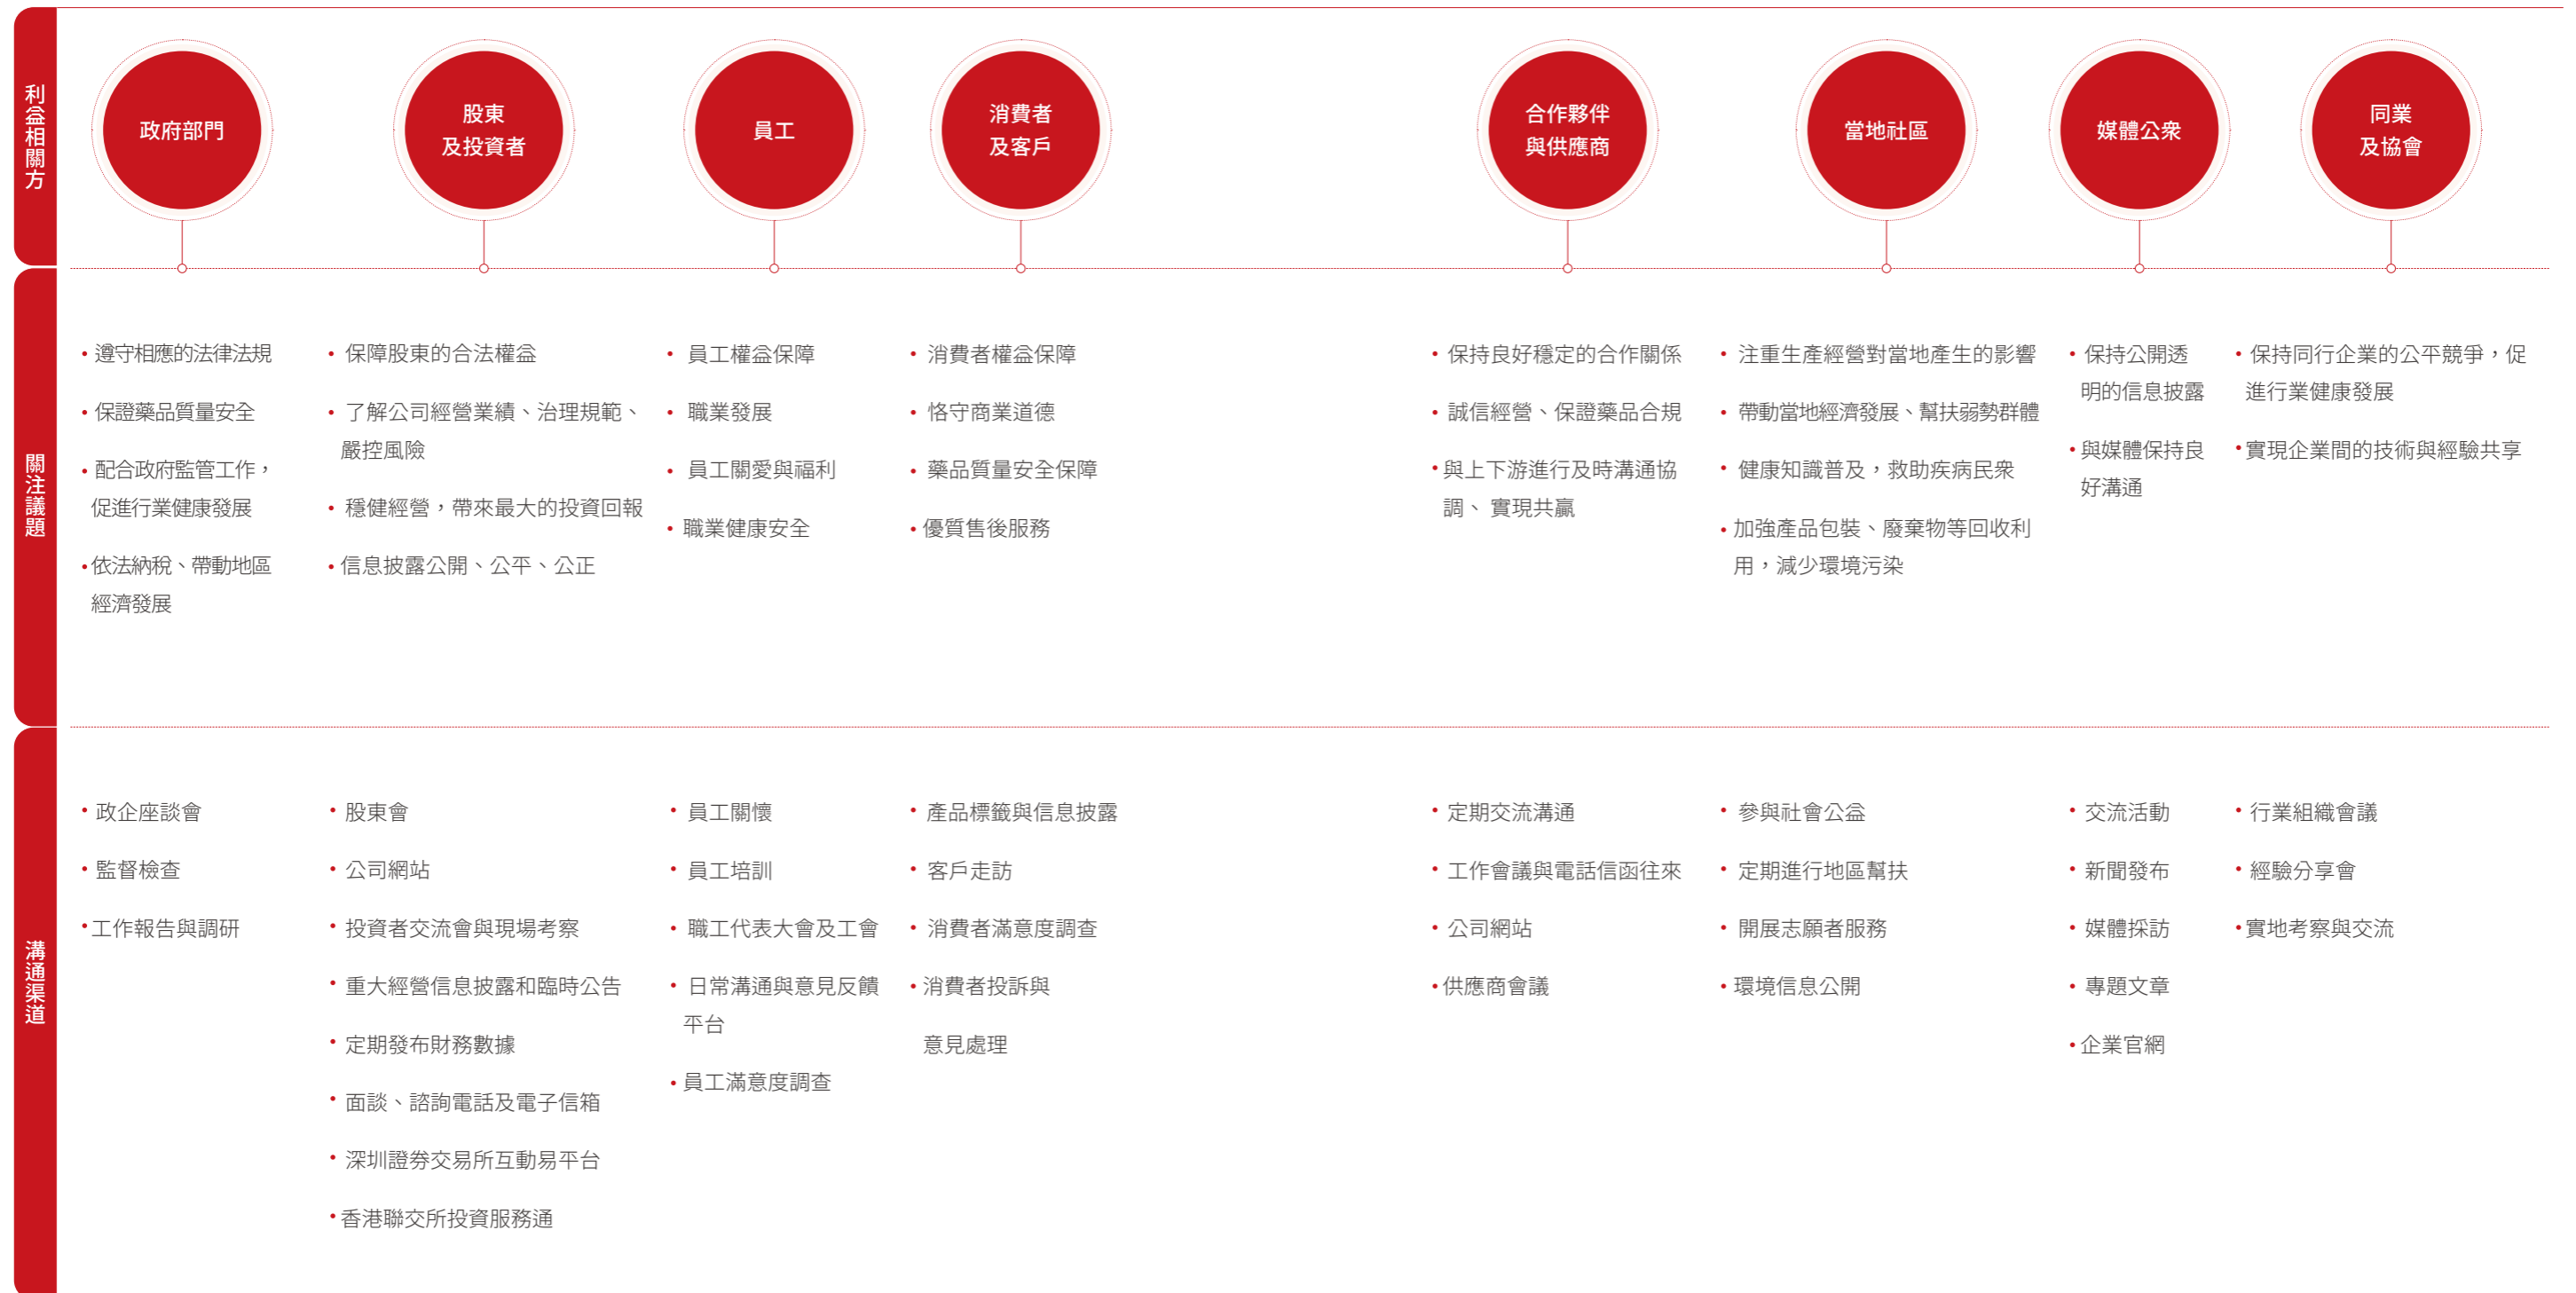 利益相關方
政府部門
股東
及投資者
員工
消費者
及客戶
合作夥伴
與供應商
當地社區
媒體公衆
同業
及協會
關注議題
• 遵守相應的法律法規
• 保證藥品質量安全
• 配合政府監管工作，
促進行業健康發展
• 依法納稅、帶動地區
經濟發展
• 保障股東的合法權益
• 了解公司經營業績、治理規範、
嚴控風險
• 穩健經營，帶來最大的投資回報
• 信息披露公開、公平、公正
• 員工權益保障
• 職業發展
• 員工關愛與福利
• 職業健康安全
• 消費者權益保障
• 恪守商業道德
• 藥品質量安全保障
• 優質售後服務
• 保持良好穩定的合作關係
• 誠信經營、保證藥品合規
• 與上下游進行及時溝通協
調、 實現共贏
• 注重生產經營對當地產生的影響
• 帶動當地經濟發展、幫扶弱勢群體
• 健康知識普及，救助疾病民衆
• 加強產品包裝、廢棄物等回收利
用，減少環境污染
• 保持公開透
明的信息披露
• 與媒體保持良
好溝通
• 保持同行企業的公平競爭，促
進行業健康發展
• 實現企業間的技術與經驗共享
溝通渠道
• 政企座談會
• 監督檢查
• 工作報告與調研
• 股東會
• 公司網站
• 投資者交流會與現場考察
• 重大經營信息披露和臨時公告
• 定期發布財務數據
• 面談、諮詢電話及電子信箱
• 深圳證券交易所互動易平台
• 香港聯交所投資服務通
• 員工關懷
• 員工培訓
• 職工代表大會及工會
• 日常溝通與意見反饋
平台
• 員工滿意度調查
• 產品標籤與信息披露
• 客戶走訪
• 消費者滿意度調查
• 消費者投訴與
意見處理
• 定期交流溝通
• 工作會議與電話信函往來
• 公司網站
• 供應商會議
• 參與社會公益
• 定期進行地區幫扶
• 開展志願者服務
• 環境信息公開
• 交流活動
• 新聞發布
• 媒體採訪
• 專題文章
• 企業官網
• 行業組織會議
• 經驗分享會
• 實地考察與交流